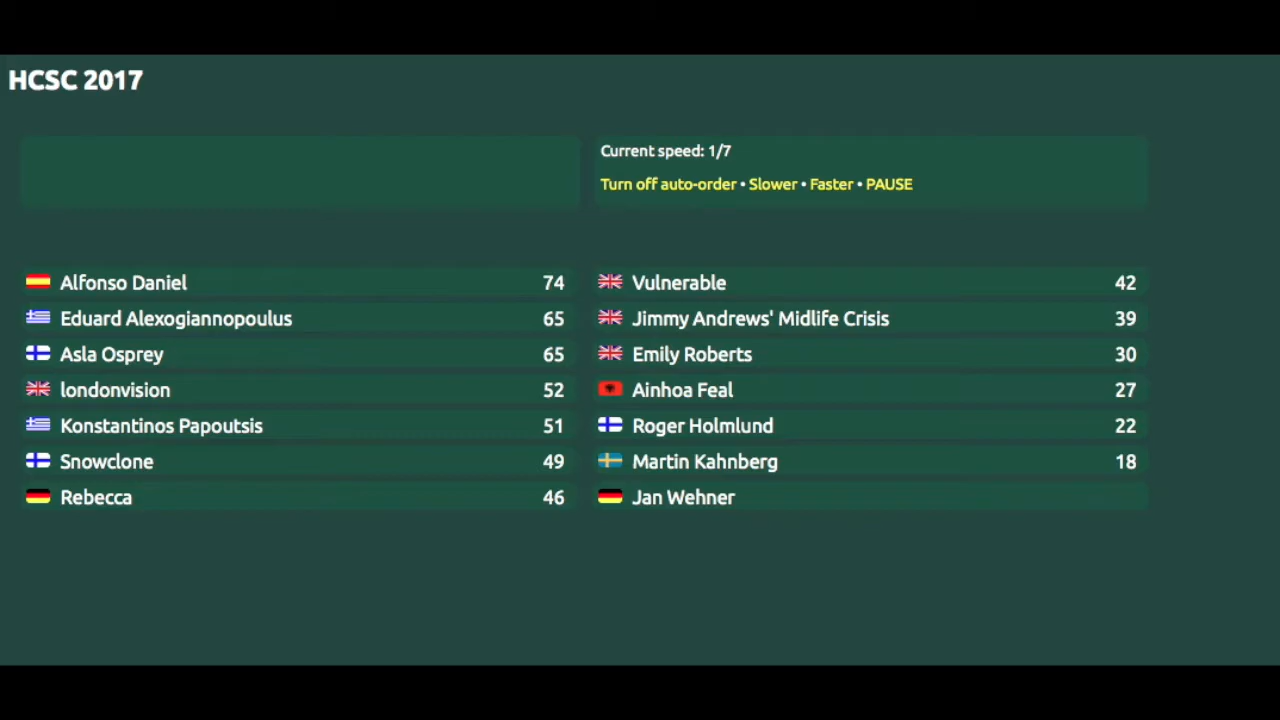 HCSC 2017
Current speed: 1/7
Turn off auto-order • Slower • Faster • PAUSE
Alfonso Daniel 74
Eduard Alexogiannopoulus 65
Asla Osprey 65
londonvision 52
Konstantinos Papoutsis 51
Snowclone 49
Rebecca 46
Vulnerable 42
Jimmy Andrews' Midlife Crisis 39
Emily Roberts 30
Ainhoa Feal 27
Roger Holmlund 22
Martin Kahnberg 18
Jan Wehner